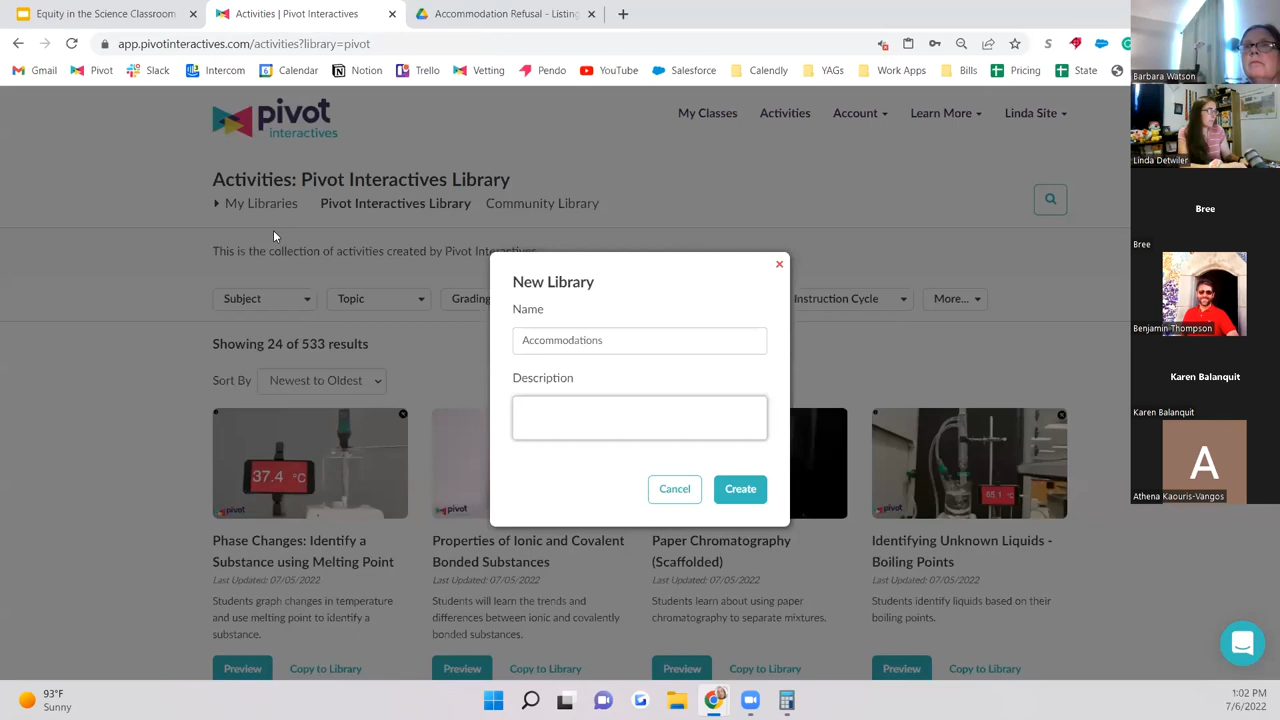 Equity in the Science Classroom
Activities | Pivot Interactives
Accommodation Refusal - Listing
app.pivotinteractives.com/activities?library=pivot
Gmail
Pivot
Slack
Intercom
Calendar
Notion
Trello
Vetting
Pendo
YouTube
Salesforce
Calendly
YAGs
Work Apps
Bills
Pricing
State
Barbara Watson
pivot
interactives
My Classes
Activities
Account
Learn More
Linda Site
Linda Detwiler
Activities: Pivot Interactives Library
My Libraries
Pivot Interactives Library
Community Library
Bree
Bree
This is the collection of activities created by Pivot Interactives.
New Library
Name
Accommodations
Description
Cancel
Create
Subject
Topic
Grading
Instruction Cycle
More...
Benjamin Thompson
Showing 24 of 533 results
Sort By
Newest to Oldest
Karen Balanquit
Karen Balanquit
37.4 °C
pivot
pivot
65.1 °C
pivot
A
Athena Kaouris-Vangos
Phase Changes: Identify a
Substance using Melting Point
Last Updated: 07/05/2022
Students graph changes in temperature
and use melting point to identify a
substance.
Preview
Copy to Library
Properties of Ionic and Covalent
Bonded Substances
Last Updated: 07/05/2022
Students will learn the trends and
differences between ionic and covalently
bonded substances.
Preview
Copy to Library
Paper Chromatography
(Scaffolded)
Last Updated: 07/05/2022
Students learn about using paper
chromatography to separate mixtures.
Preview
Copy to Library
Identifying Unknown Liquids -
Boiling Points
Last Updated: 07/05/2022
Students identify liquids based on their
boiling points.
Preview
Copy to Library
93°F
Sunny
1:02 PM
7/6/2022